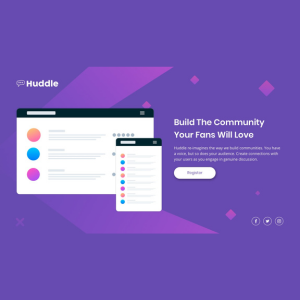 Huddle
Build The Community
Your Fans Will Love
Huddle re-imagines the way we build communities. You have
a voice, but so does your audience. Create connections with
your users as you engage in genuine discussion.
Register